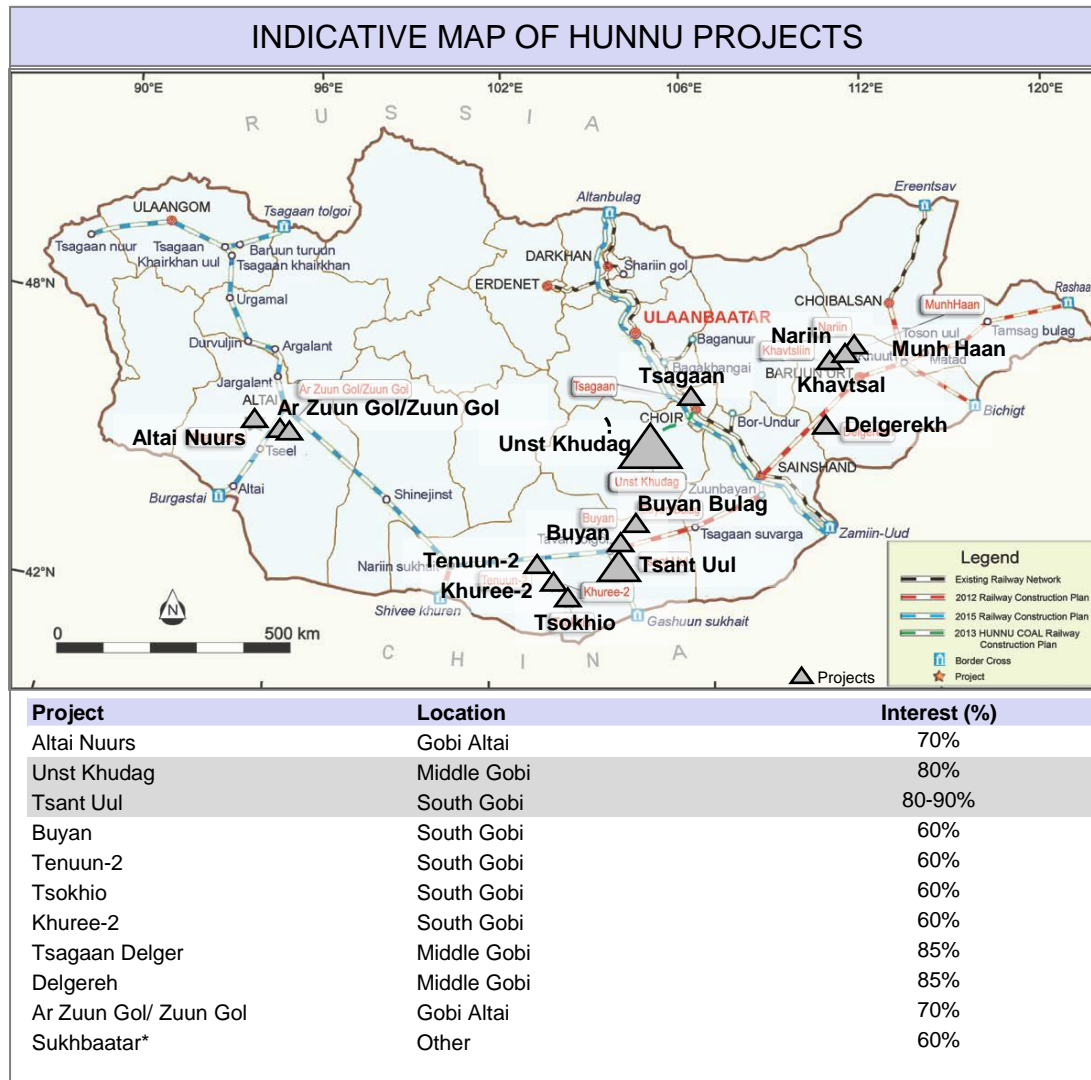 INDICATIVE MAP OF HUNNU PROJECTS
90°E 96°E 102°E 106°E 112°E 120°E
R U S S I A
Ereentsav
Altanbulag
ULAANGOM
Tsagaan tolgoi
Tsagaan nuur
Tsagaan
Khairkhan uul
Baruun turuun
Tsagaan khairkhan
DARKHAN
Shariin gol
48°N
ERDENET
Urgamal
CHOIBALSAN
MunhHaan
Rashaa
ULAANBAATAR
Nariin
Toson uul
Tamsag bulag
Durvuljin
Argalant
Baganuur
Nariin
Khavtsliin
Khuut
Munh Haan
Matad
Bagakhangai
BARUUN URT
Jargalant
Ar Zuun Gol/Zuun Gol
Tsagaan
Tsagaan
Khavtsal
ALTAI
Ar Zuun Gol/Zuun Gol
CHOIR
Bor-Undur
Bichigt
Altai Nuurs
Delgerekh
Tseel
Unst Khudag
SAINSHAND
Unst Khudag
Zuunbayan
Burgastai
Altai
Shinejinst
Buyan Bulag
Buyan
Buyan
Tsagaan suvarga
Zamiin-Uud
Tenuun-2
Tsant Uul
42°N
Nariin sukhait
Tenuun-2
Khuree-2
Khuree-2
Shivee khuren
Tsokhio
Gashuun sukhait
N
0 500 km
C H I N A
Legend
Existing Railway Network
2012 Railway Construction Plan
2015 Railway Construction Plan
2013 HUNNU COAL Railway
Construction Plan
Border Cross
Project
Projects
Project Location Interest (%)
Altai Nuurs Gobi Altai 70%
Unst Khudag Middle Gobi 80%
Tsant Uul South Gobi 80-90%
Buyan South Gobi 60%
Tenuun-2 South Gobi 60%
Tsokhio South Gobi 60%
Khuree-2 South Gobi 60%
Tsagaan Delger Middle Gobi 85%
Delgereh Middle Gobi 85%
Ar Zuun Gol/ Zuun Gol Gobi Altai 70%
Sukhbaatar* Other 60%